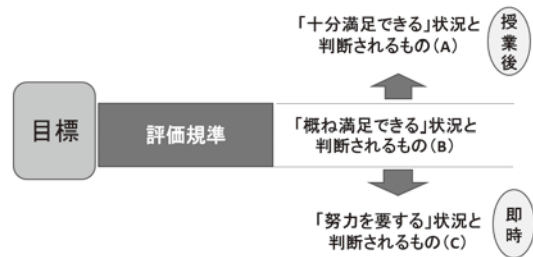 「十分満足できる」状況と
判断されるもの(A)
授業後
目標
評価規準
「概ね満足できる」状況と
判断されるもの(B)
「努力を要する」状況と
判断されるもの(C)
即時